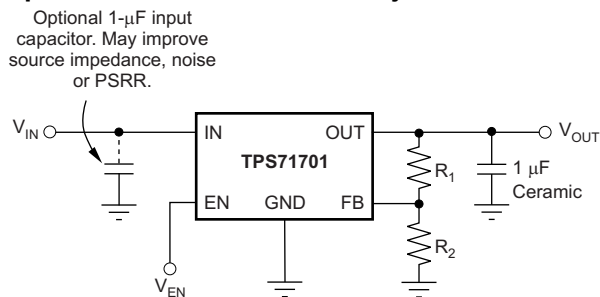 Optional 1-μF input
capacitor. May improve
source impedance, noise
or PSRR.
V_IN
IN
OUT
V_OUT
TPS71701
R_1
1 μF
Ceramic
EN
GND
FB
R_2
V_EN